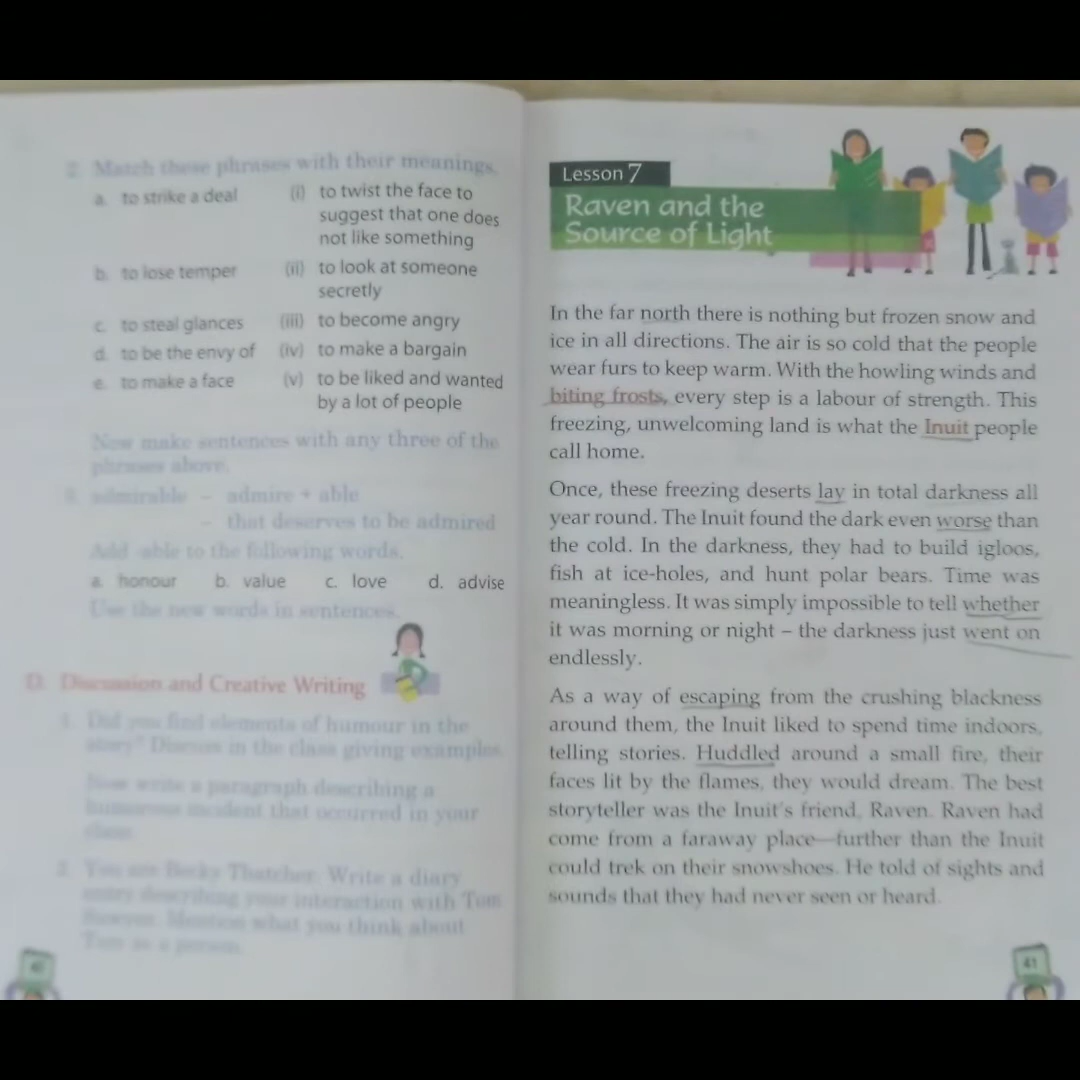 2. Match these phrases with their meanings.
a. to strike a deal (i) to twist the face to
suggest that one does
not like something
b. to lose temper (ii) to look at someone
secretly
c. to steal glances (iii) to become angry
d. to be the envy of (iv) to make a bargain
e. to make a face (v) to be liked and wanted
by a lot of people
Now make sentences with any three of the
phrases above.
3. admirable – admire + able
– that deserves to be admired
Add -able to the following words.
a. honour b. value c. love d. advise
Use the new words in sentences.
D. Discussion and Creative Writing
1. Did you find elements of humour in the
story? Discuss in the class giving examples.
Now write a paragraph describing a
humorous incident that occurred in your
class.
2. You are Becky Thatcher. Write a diary
entry describing your interaction with Tom
Sawyer. Mention what you think about
Tom as a person.
Lesson 7
Raven and the
Source of Light
In the far north there is nothing but frozen snow and
ice in all directions. The air is so cold that the people
wear furs to keep warm. With the howling winds and
biting frosts, every step is a labour of strength. This
freezing, unwelcoming land is what the Inuit people
call home.
Once, these freezing deserts lay in total darkness all
year round. The Inuit found the dark even worse than
the cold. In the darkness, they had to build igloos,
fish at ice-holes, and hunt polar bears. Time was
meaningless. It was simply impossible to tell whether
it was morning or night – the darkness just went on
endlessly.
As a way of escaping from the crushing blackness
around them, the Inuit liked to spend time indoors,
telling stories. Huddled around a small fire, their
faces lit by the flames, they would dream. The best
storyteller was the Inuit's friend, Raven. Raven had
come from a faraway place—further than the Inuit
could trek on their snowshoes. He told of sights and
sounds that they had never seen or heard.
41